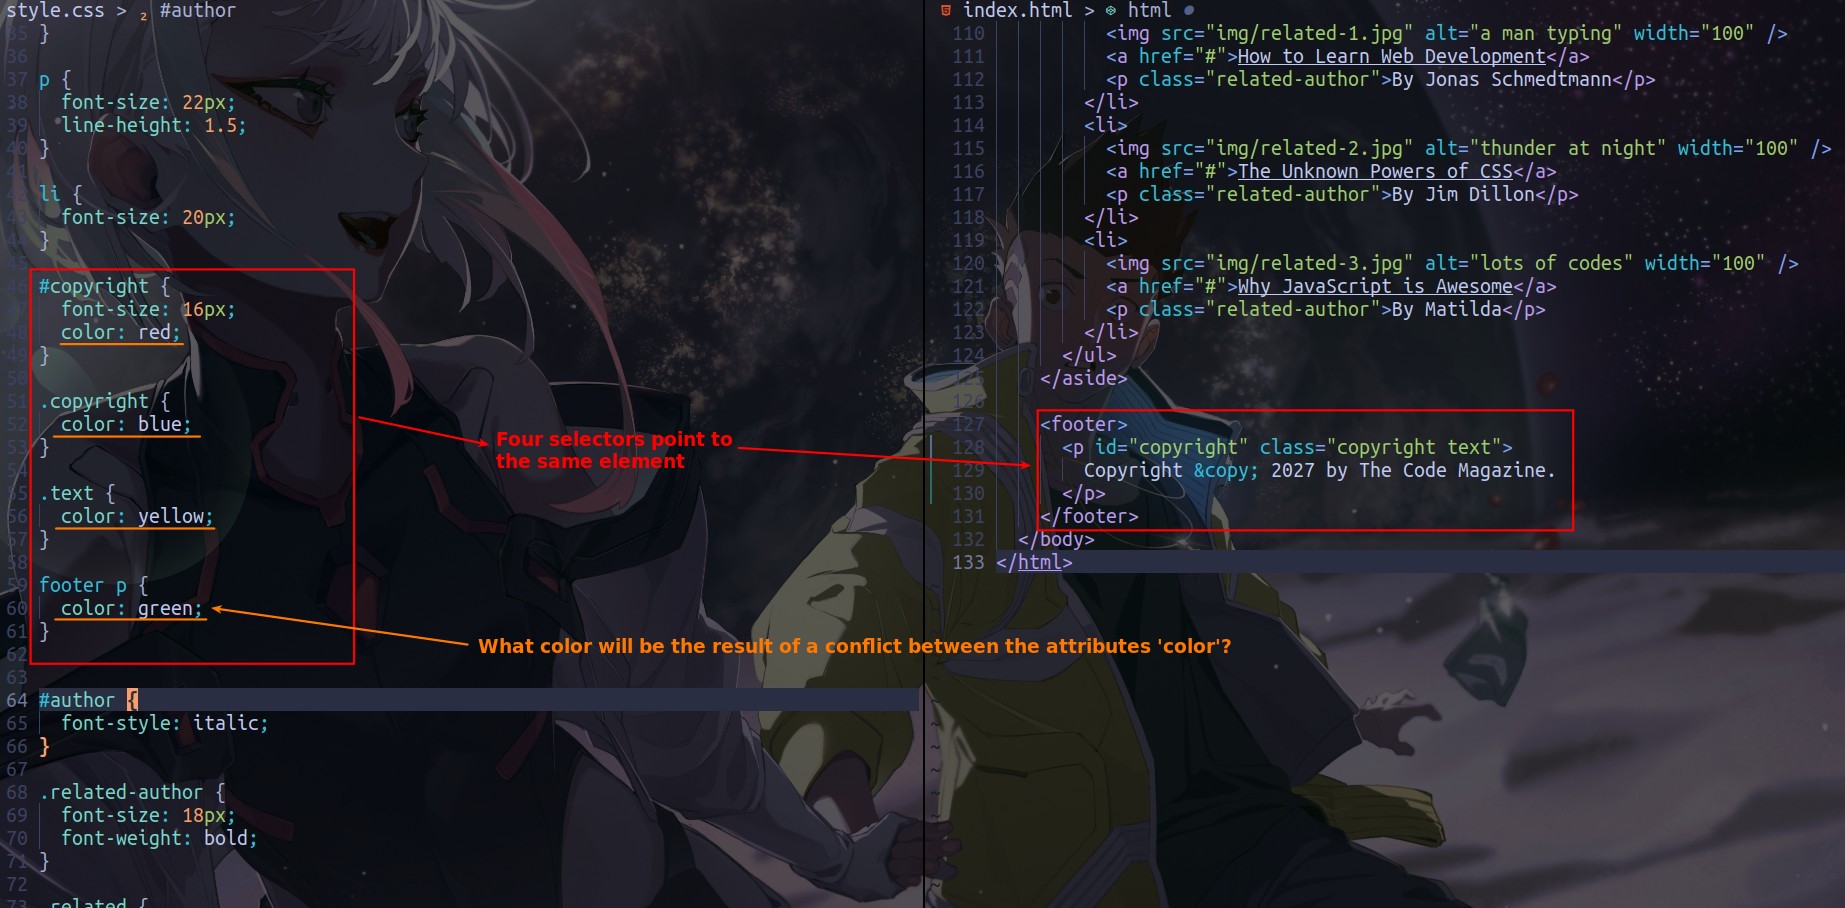 style.css > 2 #author
35 }
36
37 p {
38 font-size: 22px;
39 line-height: 1.5;
40 }
41
42 li {
43 font-size: 20px;
44 }
45
46 #copyright {
47 font-size: 16px;
48 color: red;
49 }
50
51 .copyright {
52 color: blue;
53 }
54
55 .text {
56 color: yellow;
57 }
58
59 footer p {
60 color: green;
61 }
62
63
64 #author {
65 font-style: italic;
66 }
67
68 .related-author {
69 font-size: 18px;
70 font-weight: bold;
71 }
72
73 .related {
Four selectors point to
the same element
What color will be the result of a conflict between the attributes 'color'?
index.html > html
110 <img src="img/related-1.jpg" alt="a man typing" width="100" />
111 <a href="#">How to Learn Web Development</a>
112 <p class="related-author">By Jonas Schmedtmann</p>
113 </li>
114 <li>
115 <img src="img/related-2.jpg" alt="thunder at night" width="100" />
116 <a href="#">The Unknown Powers of CSS</a>
117 <p class="related-author">By Jim Dillon</p>
118 </li>
119 <li>
120 <img src="img/related-3.jpg" alt="lots of codes" width="100" />
121 <a href="#">Why JavaScript is Awesome</a>
122 <p class="related-author">By Matilda</p>
123 </li>
124 </ul>
125 </aside>
126
127 <footer>
128 <p id="copyright" class="copyright text">
129 Copyright &copy; 2027 by The Code Magazine.
130 </p>
131 </footer>
132 </body>
133 </html>